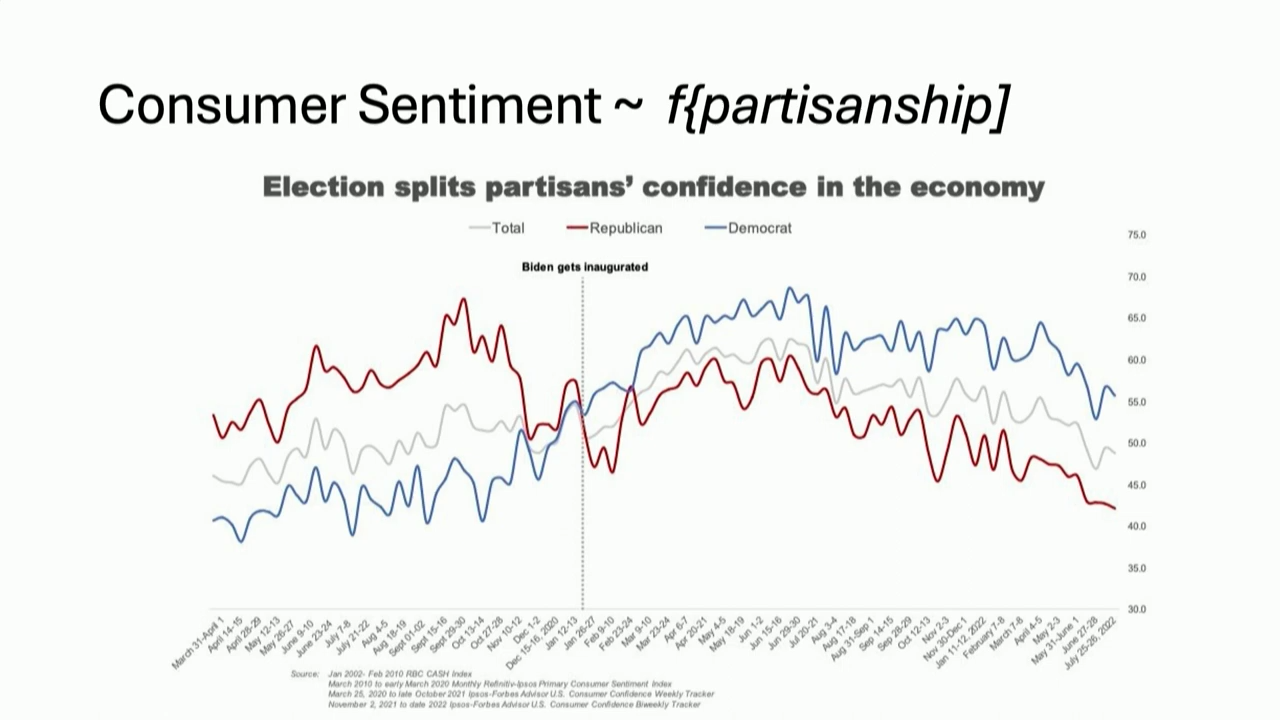 Consumer Sentiment ~ f{partisanship]
Election splits partisans’ confidence in the economy
Total Republican Democrat
Biden gets inaugurated
75.0
70.0
65.0
60.0
55.0
50.0
45.0
40.0
35.0
30.0
March 31-April 1
April 14-15
April 28-29
May 12-13
May 26-27
June 9-10
June 23-24
July 7-8
July 21-22
Aug 4-5
Aug 18-19
Sept 01-02
Sept 15-16
Sept 29-30
Oct 13-14
Oct 27-28
Nov 10-12
Dec 1-2
Dec 15-16, 2020
Jan 12-13
Jan 26-27
Feb 9-10
Feb 23-24
Mar 9-10
Mar 23-24
Apr 6-7
Apr 20-21
May 4-5
May 18-19
Jun 1-2
Jun 15-16
Jun 29-30
Jul 20-21
Aug 3-4
Aug 17-18
Aug 31-Sep 1
Sep 14-15
Sep 28-29
Oct 12-13
Nov 2-3
Nov 30-Dec 1
Jan 11-12, 2022
February 7-8
March 7-8
April 4-5
May 2-3
May 31-June 1
June 27-28
July 25-26, 2022
Source: Jan 2002- Feb 2010 RBC CASH Index
March 2010 to early March 2020 Monthly Refinitiv-Ipsos Primary Consumer Sentiment Index
March 25, 2020 to late October 2021 Ipsos-Forbes Advisor U.S. Consumer Confidence Weekly Tracker
November 2, 2021 to date 2022 Ipsos-Forbes Advisor U.S. Consumer Confidence Biweekly Tracker